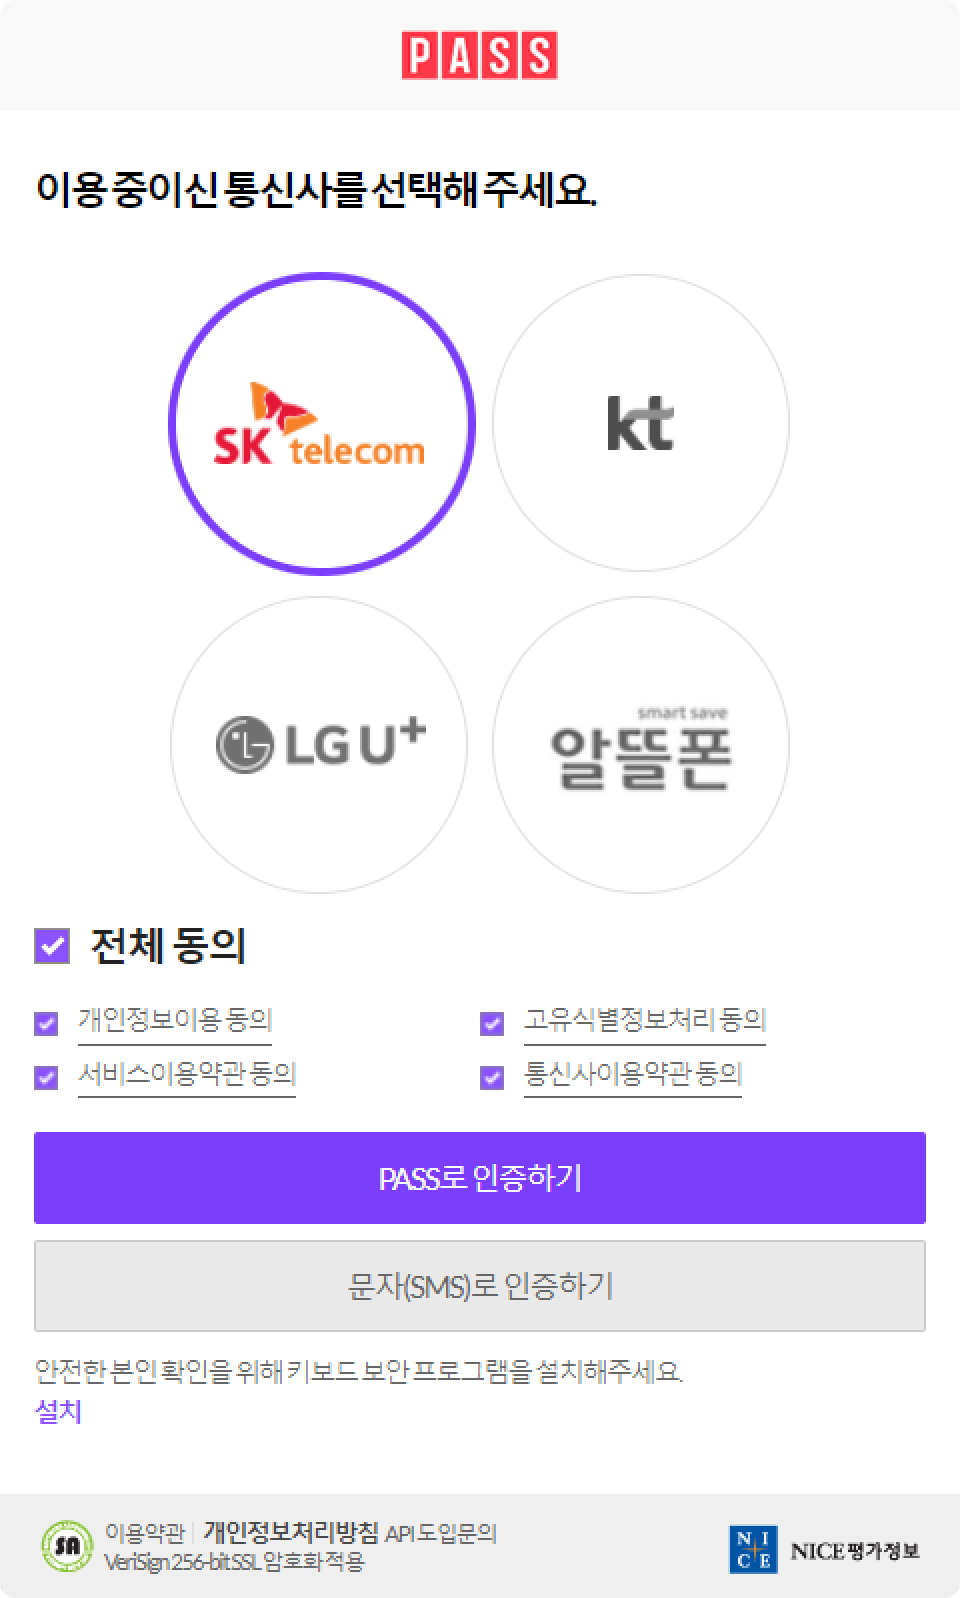 PASS
이용 중이신 통신사를 선택해 주세요.
SK telecom
kt
LG U+
smart save
알뜰폰
전체 동의
개인정보이용 동의
고유식별정보처리 동의
서비스이용약관 동의
통신사이용약관 동의
PASS로 인증하기
문자(SMS)로 인증하기
안전한 본인 확인을 위해 키보드 보안 프로그램을 설치해주세요.
설치
SA
이용약관 | 개인정보처리방침 API 도입문의
VeriSign 256-bit SSL 암호화 적용
NICE
NICE평가정보